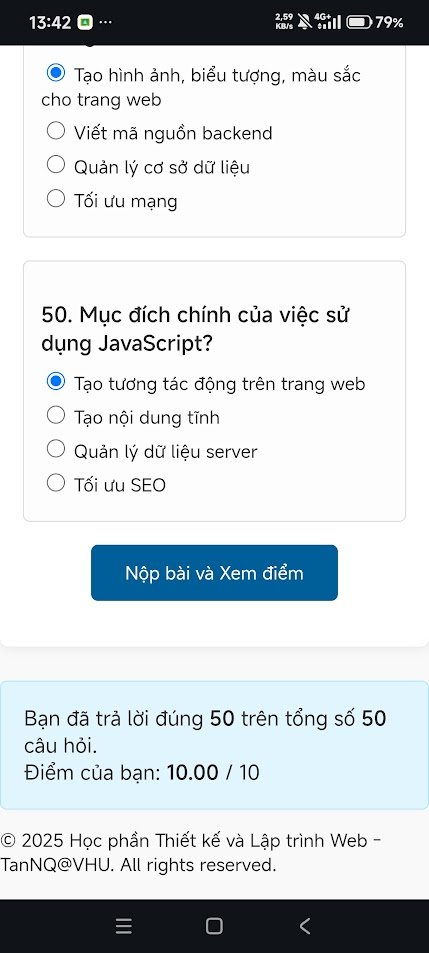 13:42 ... 2,59 KB/s 4G+ 79%
Tạo hình ảnh, biểu tượng, màu sắc
cho trang web
Viết mã nguồn backend
Quản lý cơ sở dữ liệu
Tối ưu mạng
50. Mục đích chính của việc sử
dụng JavaScript?
Tạo tương tác động trên trang web
Tạo nội dung tĩnh
Quản lý dữ liệu server
Tối ưu SEO
Nộp bài và Xem điểm
Bạn đã trả lời đúng 50 trên tổng số 50
câu hỏi.
Điểm của bạn: 10.00 / 10
© 2025 Học phần Thiết kế và Lập trình Web -
TanNQ@VHU. All rights reserved.